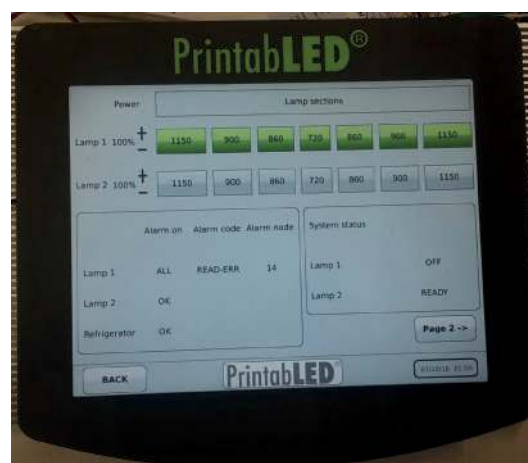 PrintabLED®
Power Lamp sections
Lamp 1 100% + − 1150 900 860 720 860 900 1150
Lamp 2 100% + − 1150 900 860 720 860 900 1150
Alarm on Alarm code Alarm node
Lamp 1 ALL READ-ERR 14
Lamp 2 OK
Refrigerator OK
System status
Lamp 1 OFF
Lamp 2 READY
Page 2 ->
BACK
PrintabLED